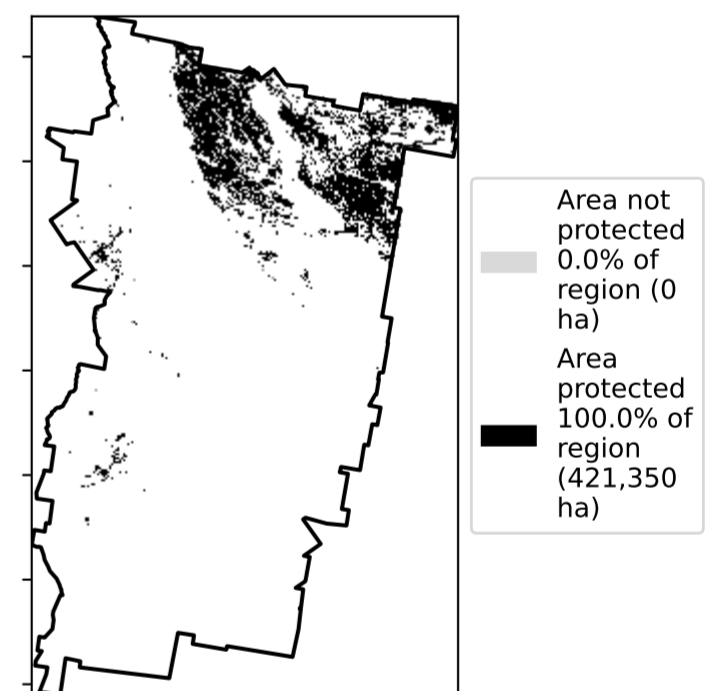 Area not
protected
0.0% of
region (0
ha)
Area
protected
100.0% of
region
(421,350
ha)